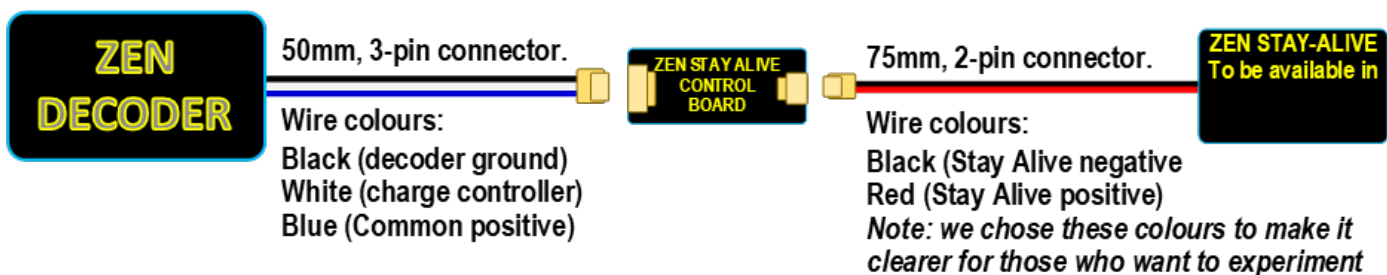 ZEN
DECODER
50mm, 3-pin connector.
Wire colours:
Black (decoder ground)
White (charge controller)
Blue (Common positive)
ZEN STAY ALIVE
CONTROL
BOARD
75mm, 2-pin connector.
Wire colours:
Black (Stay Alive negative
Red (Stay Alive positive)
Note: we chose these colours to make it
clearer for those who want to experiment
ZEN STAY-ALIVE
To be available in